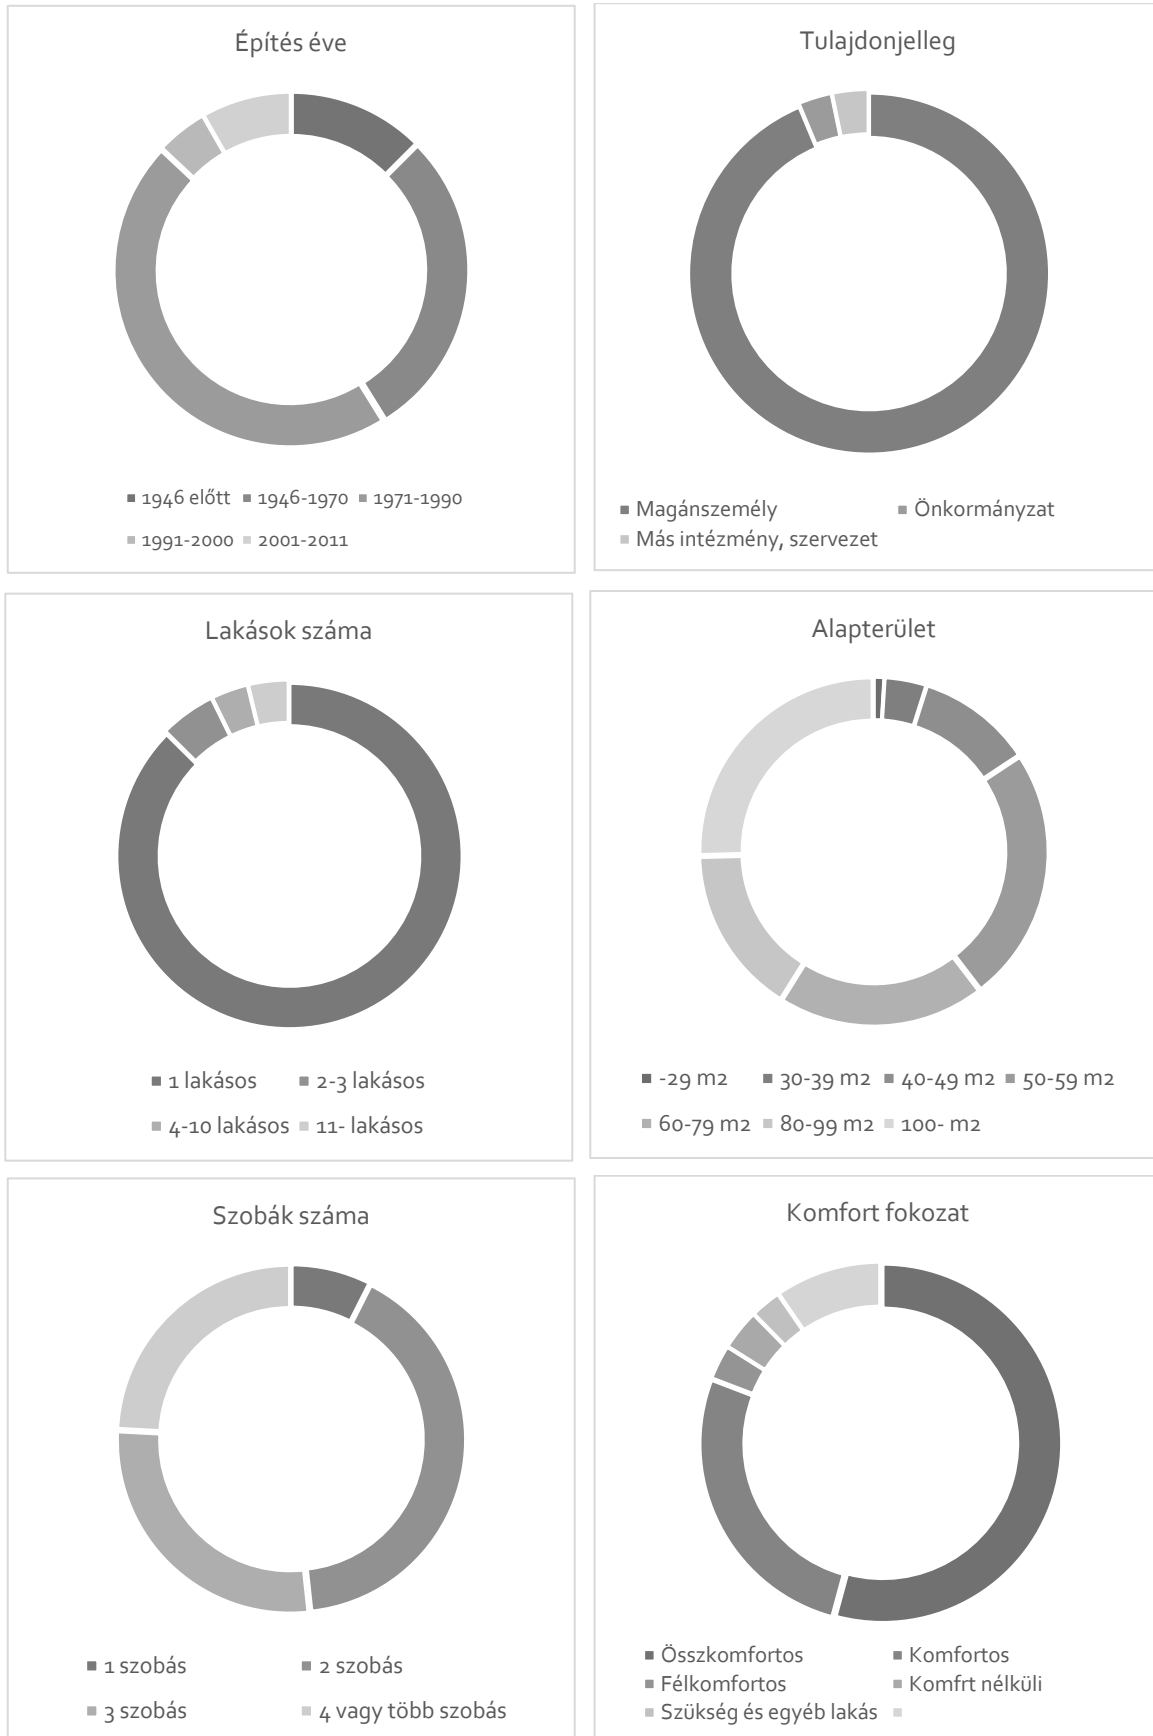 Építés éve
1946 előtt 1946-1970 1971-1990
1991-2000 2001-2011
Tulajdonjelleg
Magánszemély Önkormányzat
Más intézmény, szervezet
Lakások száma
1 lakásos 2-3 lakásos
4-10 lakásos 11- lakásos
Alapterület
-29 m2 30-39 m2 40-49 m2 50-59 m2
60-79 m2 80-99 m2 100- m2
Szobák száma
1 szobás 2 szobás
3 szobás 4 vagy több szobás
Komfort fokozat
Összkomfortos Komfortos
Félkomfortos Komfrt nélküli
Szükség és egyéb lakás